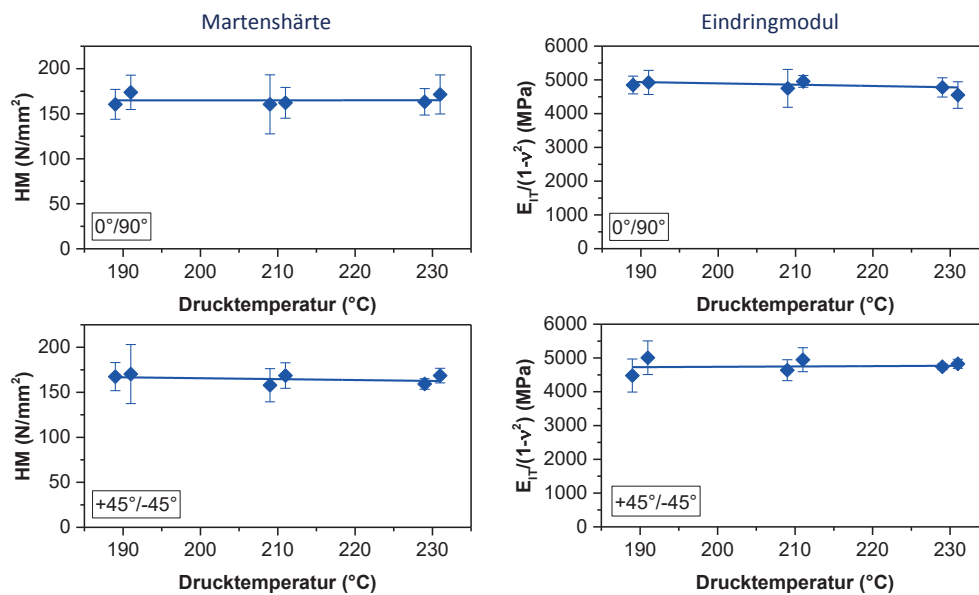 Martenshärte
HM (N/mm²)
200
150
100
50
0
0°/90°
190 200 210 220 230
Drucktemperatur (°C)
Eindringmodul
E_IT/(1-ν²) (MPa)
6000
5000
4000
3000
2000
1000
0
0°/90°
190 200 210 220 230
Drucktemperatur (°C)
HM (N/mm²)
200
150
100
50
0
+45°/-45°
190 200 210 220 230
Drucktemperatur (°C)
E_IT/(1-ν²) (MPa)
6000
5000
4000
3000
2000
1000
0
+45°/-45°
190 200 210 220 230
Drucktemperatur (°C)